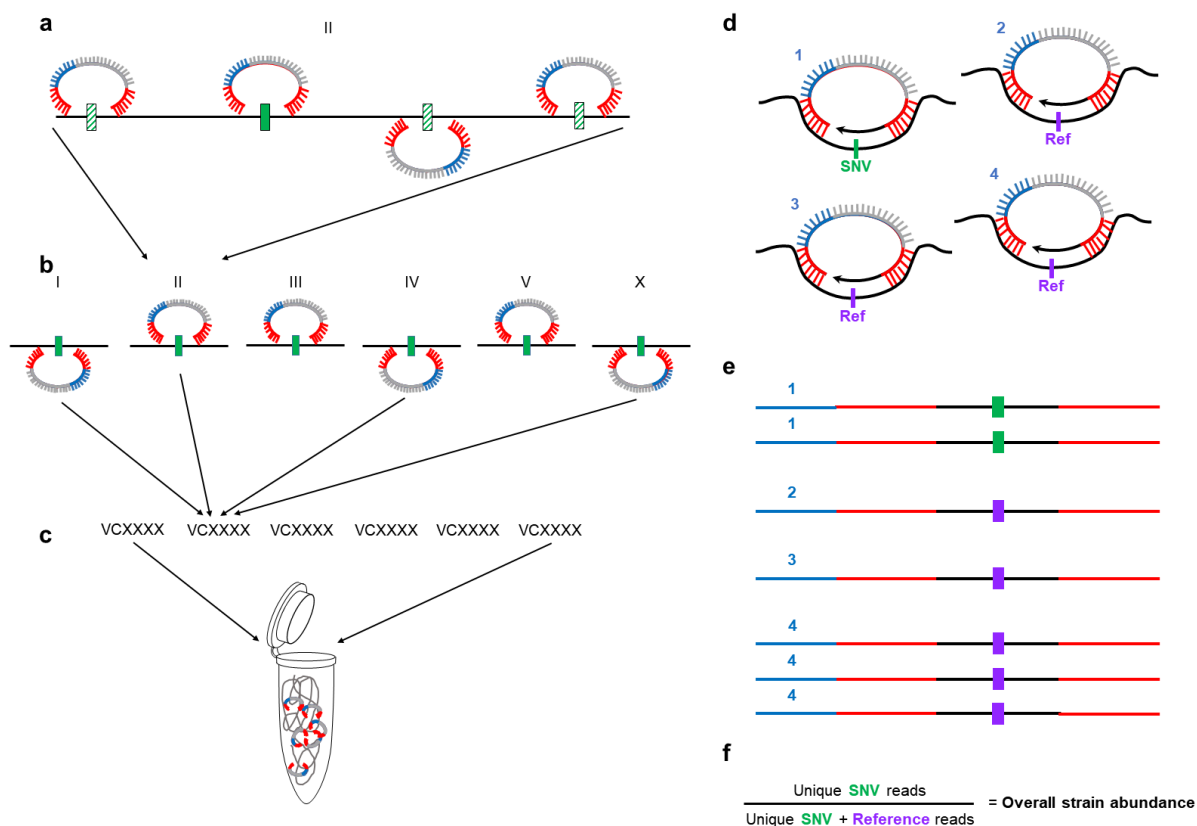 a
II
b
I II III IV V X
VCXXXX VCXXXX VCXXXX VCXXXX VCXXXX VCXXXX
c
d
1
SNV
2
Ref
3
Ref
4
Ref
e
1
1
2
3
4
4
4
f
Unique SNV reads
Unique SNV + Reference reads
= Overall strain abundance